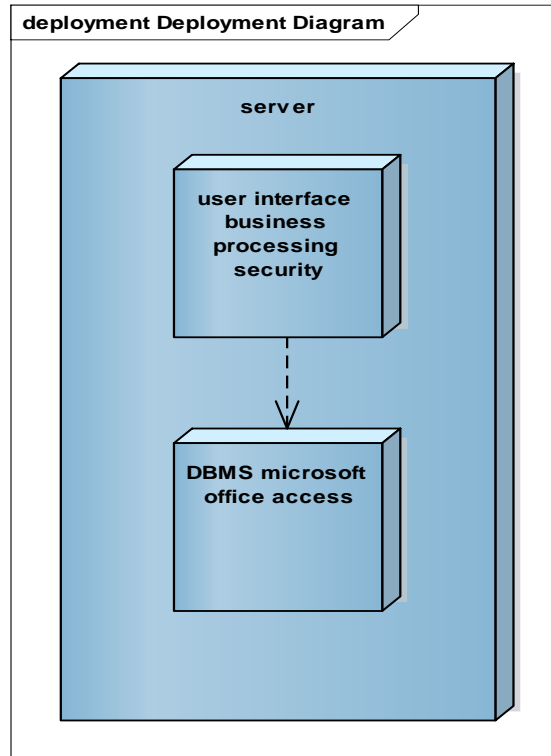 deployment Deployment Diagram
server
user interface
business
processing
security
DBMS microsoft
office access